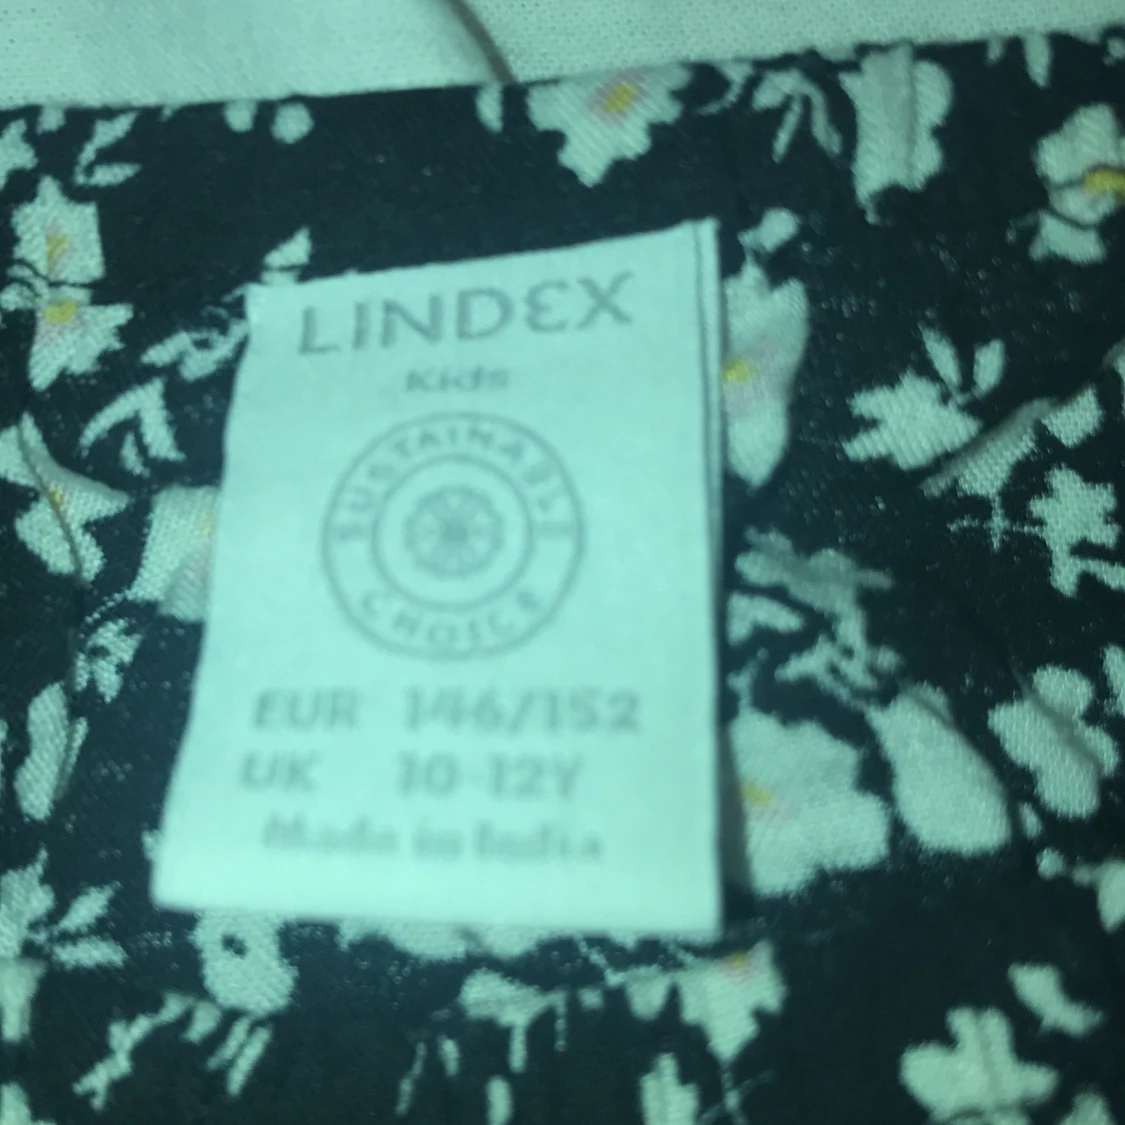 LINDEX
Kids
SUSTAINABLE
CHOICE
EUR 146/152
UK 10-12Y
Made in India